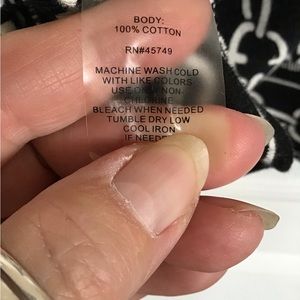 BODY:
100% COTTON
RN#45749
MACHINE WASH COLD
WITH LIKE COLORS
USE ONLY NON-
CHLORINE
BLEACH WHEN NEEDED
TUMBLE DRY LOW
COOL IRON
IF NEEDED